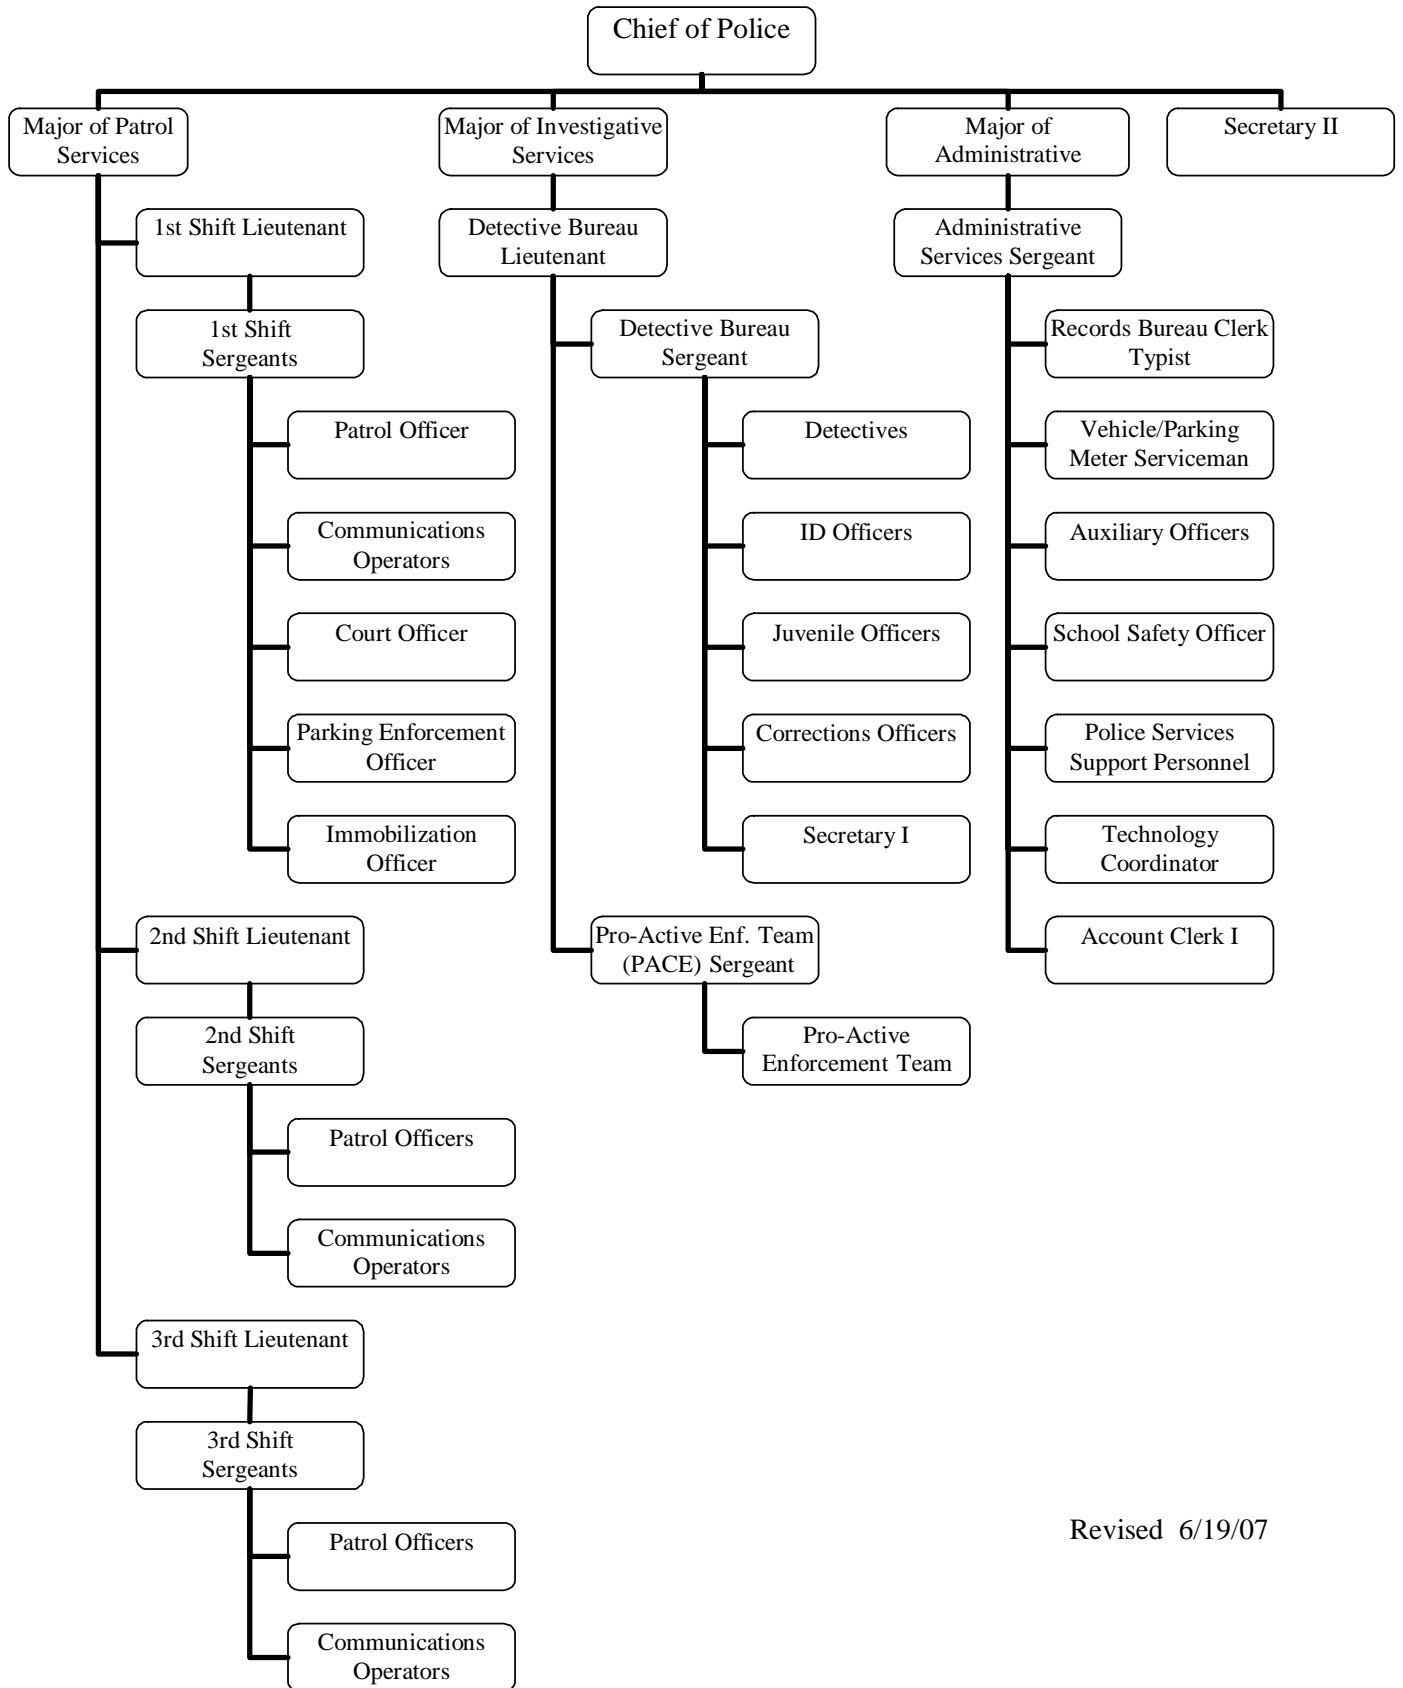 Chief of Police
Major of Patrol
Services
Major of Investigative
Services
Major of
Administrative
Secretary II
1st Shift Lieutenant
Detective Bureau
Lieutenant
Administrative
Services Sergeant
1st Shift
Sergeants
Detective Bureau
Sergeant
Records Bureau Clerk
Typist
Patrol Officer
Detectives
Vehicle/Parking
Meter Serviceman
Communications
Operators
ID Officers
Auxiliary Officers
Court Officer
Juvenile Officers
School Safety Officer
Parking Enforcement
Officer
Corrections Officers
Police Services
Support Personnel
Immobilization
Officer
Secretary I
Technology
Coordinator
2nd Shift Lieutenant
Pro-Active Enf. Team
(PACE) Sergeant
Account Clerk I
2nd Shift
Sergeants
Pro-Active
Enforcement Team
Patrol Officers
Communications
Operators
3rd Shift Lieutenant
3rd Shift
Sergeants
Patrol Officers
Revised 6/19/07
Communications
Operators